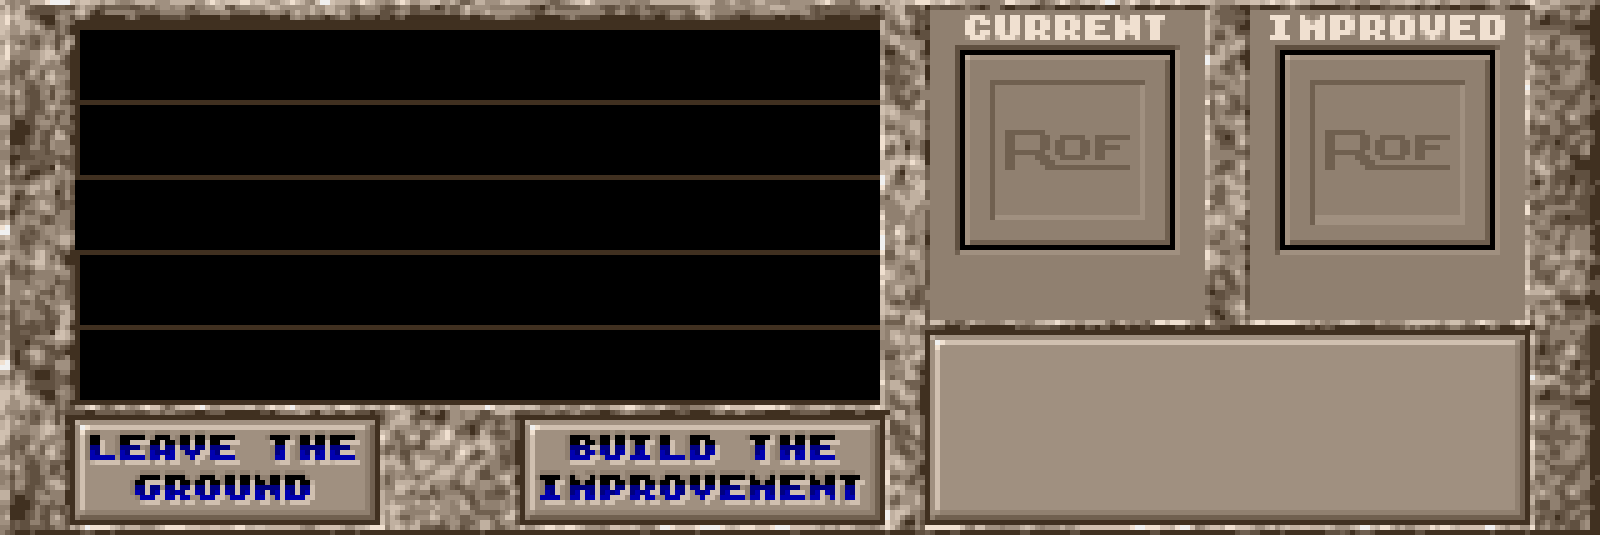 CURRENT
IMPROVED
ROF
ROF
LEAVE THE
GROUND
BUILD THE
IMPROVEMENT